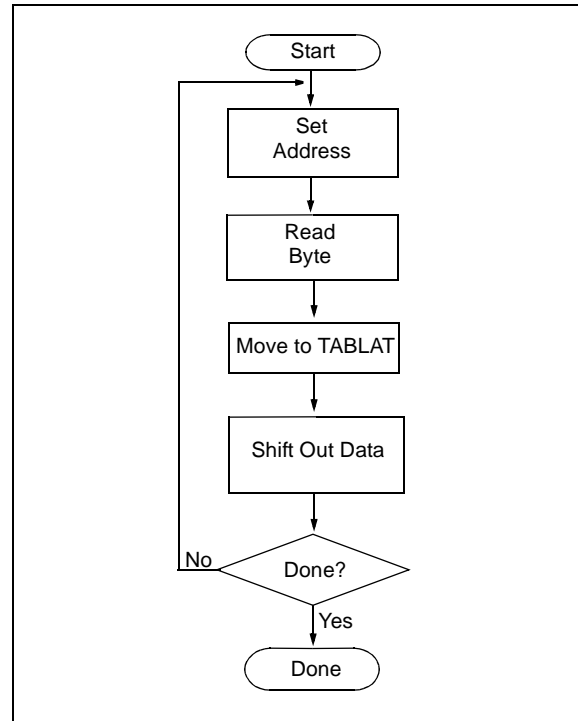 Start
Set
Address
Read
Byte
Move to TABLAT
Shift Out Data
No
Done?
Yes
Done